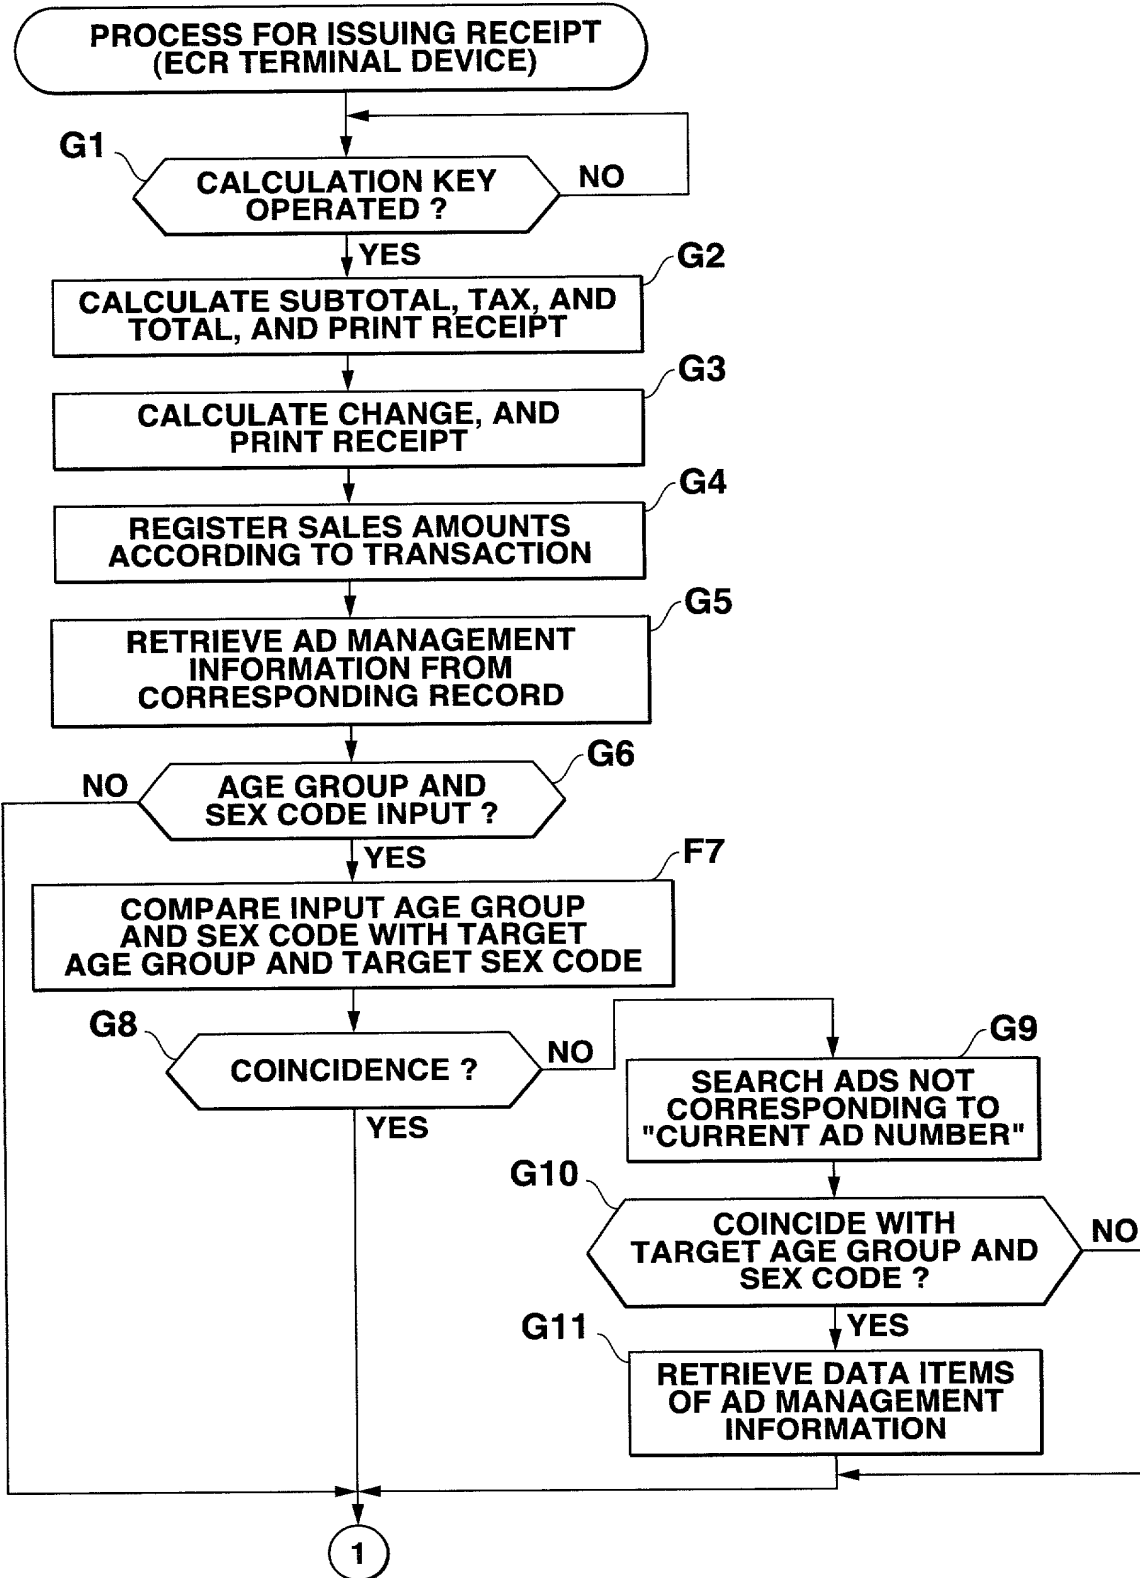 PROCESS FOR ISSUING RECEIPT
(ECR TERMINAL DEVICE)
G1
CALCULATION KEY
OPERATED ?
NO
YES
G2
CALCULATE SUBTOTAL, TAX, AND
TOTAL, AND PRINT RECEIPT
G3
CALCULATE CHANGE, AND
PRINT RECEIPT
G4
REGISTER SALES AMOUNTS
ACCORDING TO TRANSACTION
G5
RETRIEVE AD MANAGEMENT
INFORMATION FROM
CORRESPONDING RECORD
G6
NO
AGE GROUP AND
SEX CODE INPUT ?
YES
F7
COMPARE INPUT AGE GROUP
AND SEX CODE WITH TARGET
AGE GROUP AND TARGET SEX CODE
G8
COINCIDENCE ?
NO
YES
G9
SEARCH ADS NOT
CORRESPONDING TO
"CURRENT AD NUMBER"
G10
COINCIDE WITH
TARGET AGE GROUP AND
SEX CODE ?
NO
YES
G11
RETRIEVE DATA ITEMS
OF AD MANAGEMENT
INFORMATION
1